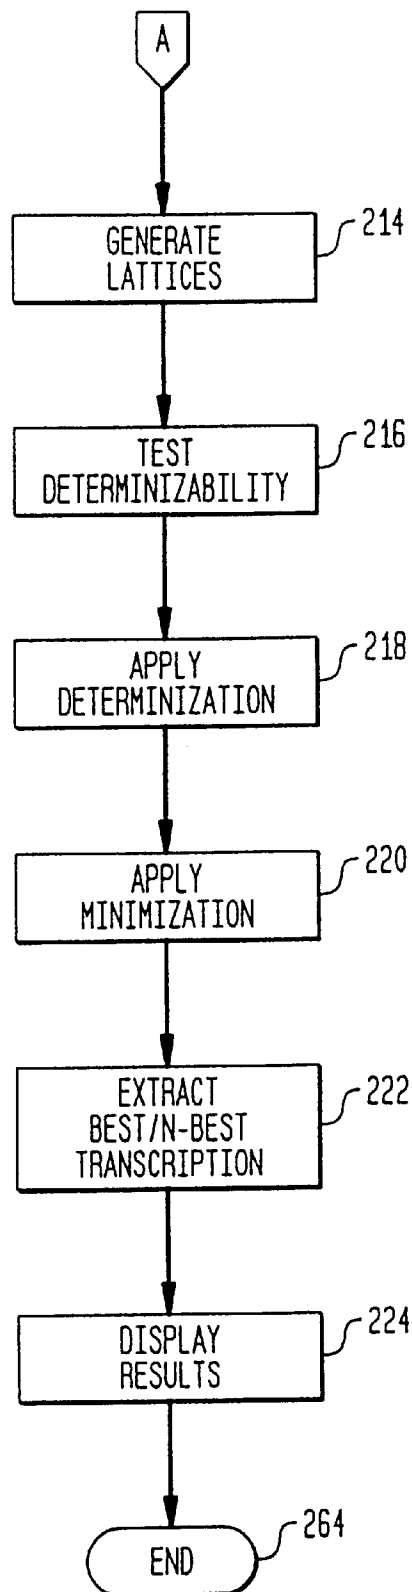 A
GENERATE
LATTICES
214
TEST
DETERMINIZABILITY
216
APPLY
DETERMINIZATION
218
APPLY
MINIMIZATION
220
EXTRACT
BEST/N-BEST
TRANSCRIPTION
222
DISPLAY
RESULTS
224
END
264